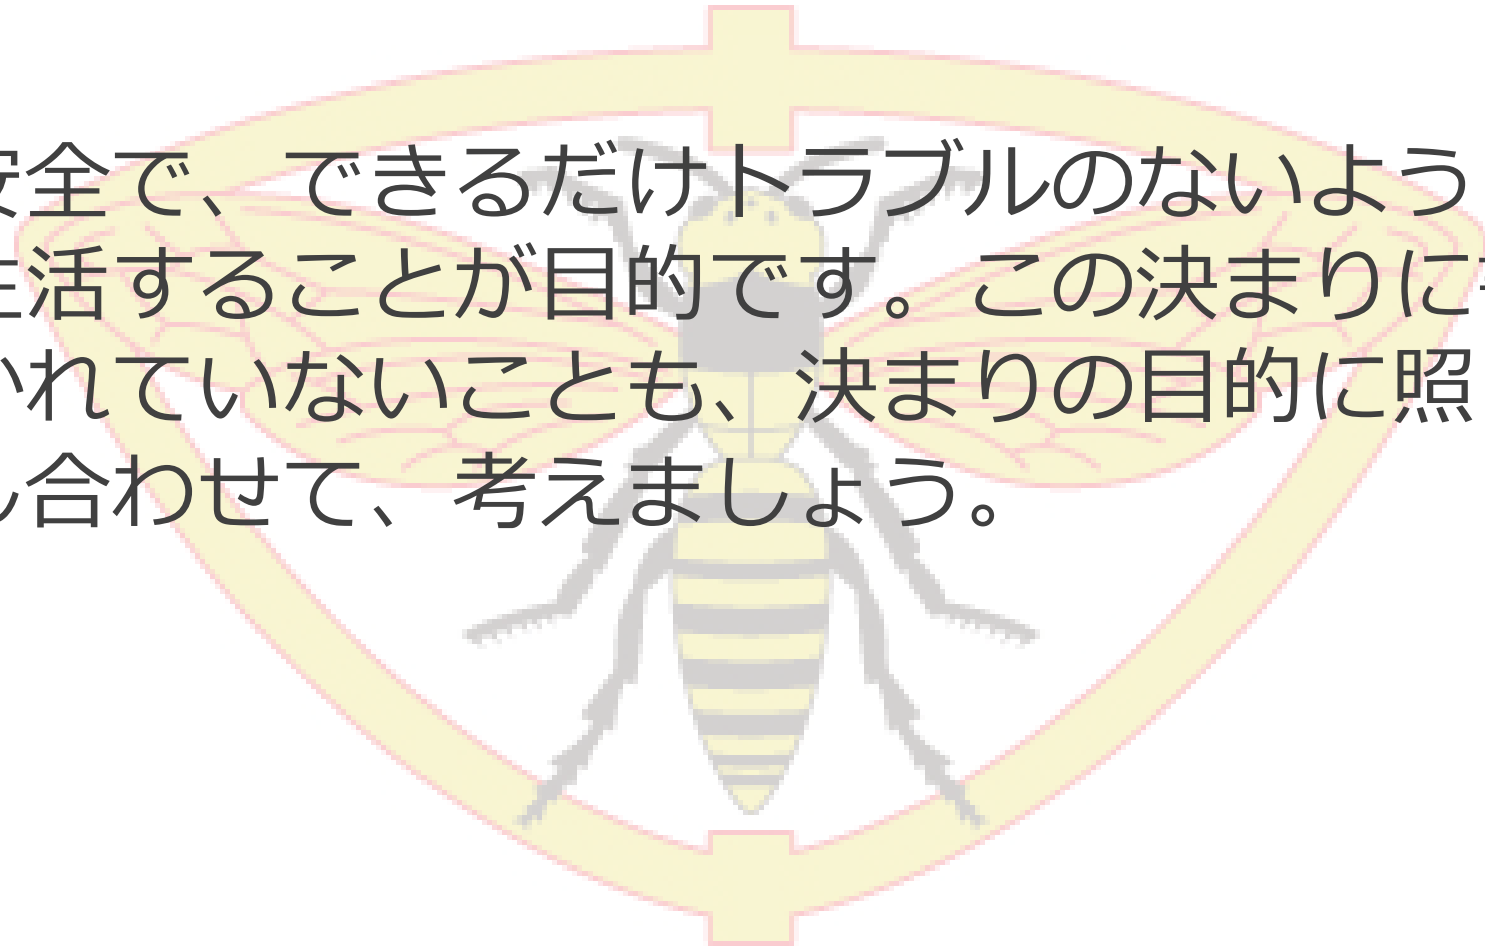 安全で、できるだけトラブルのないよう
生活することが目的です。この決まりに
かれていないことも、決まりの目的に照
し合わせて、考えましょう。